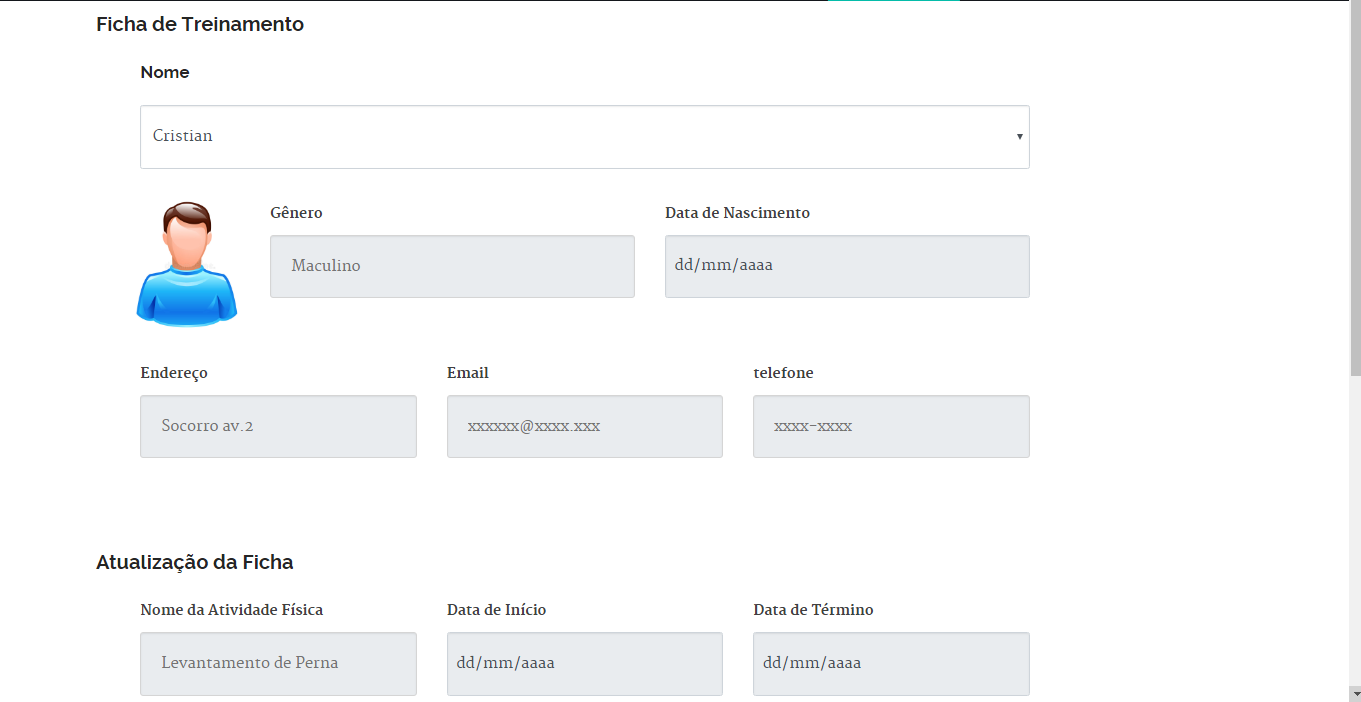 Ficha de Treinamento
Nome
Cristian
Gênero
Data de Nascimento
Maculino
dd/mm/aaaa
Endereço
Email
telefone
Socorro av.2
xxxxxx@xxxx.xxx
xxxx-xxxx
Atualização da Ficha
Nome da Atividade Física
Data de Início
Data de Término
Levantamento de Perna
dd/mm/aaaa
dd/mm/aaaa